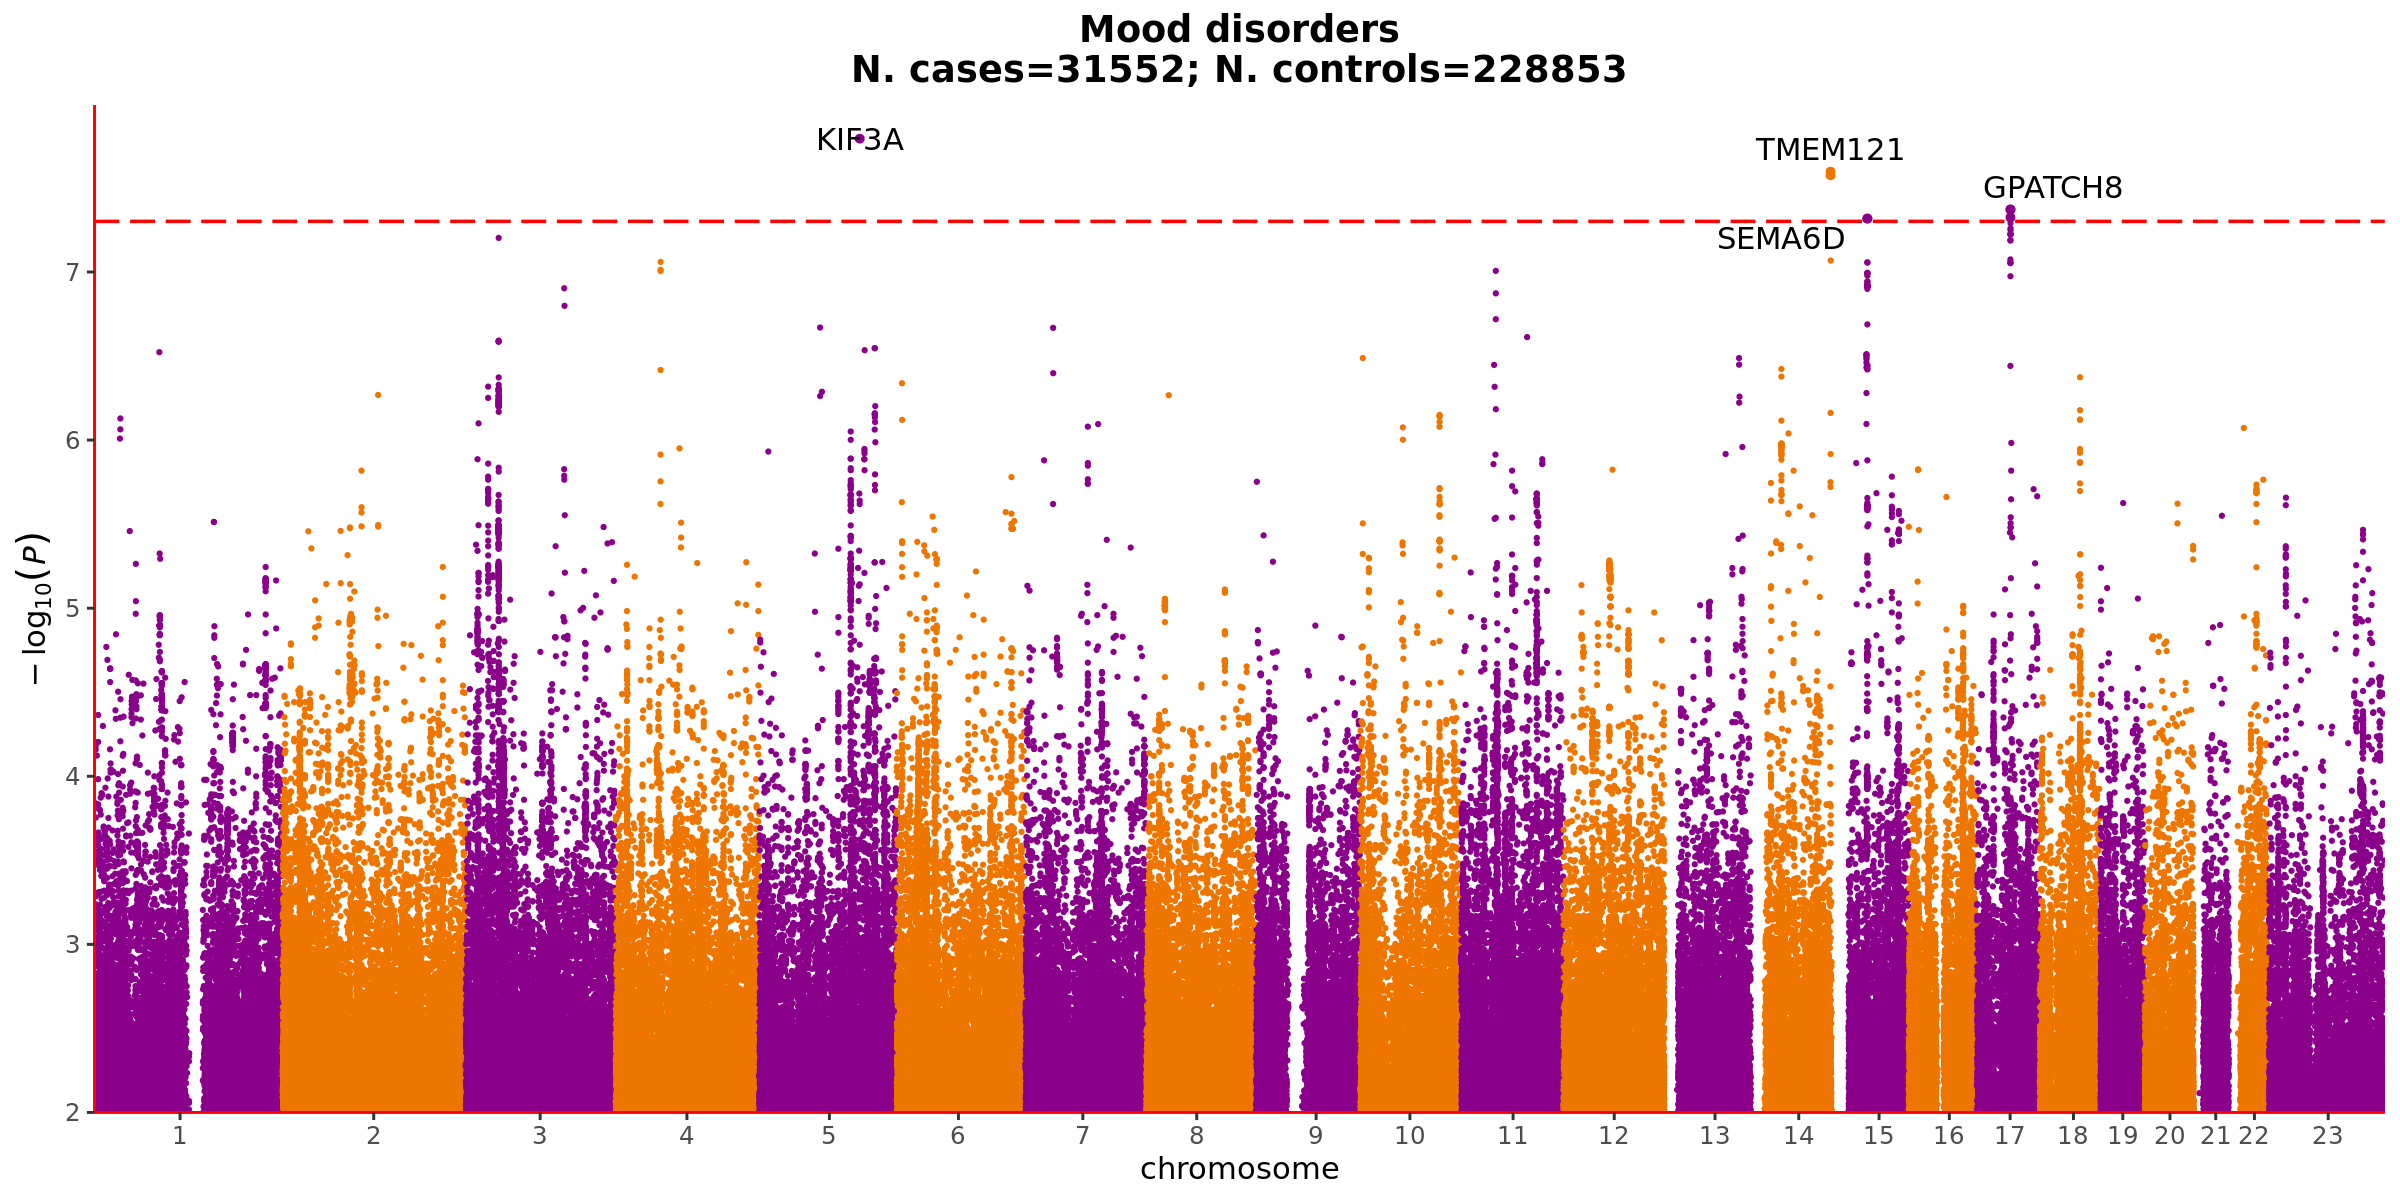 Mood disorders
N. cases=31552; N. controls=228853
KIF3A
TMEM121
GPATCH8
SEMA6D
7
6
5
4
3
2
−log10(P)
1 2 3 4 5 6 7 8 9 10 11 12 13 14 15 16 17 18 19 20 21 22 23
chromosome